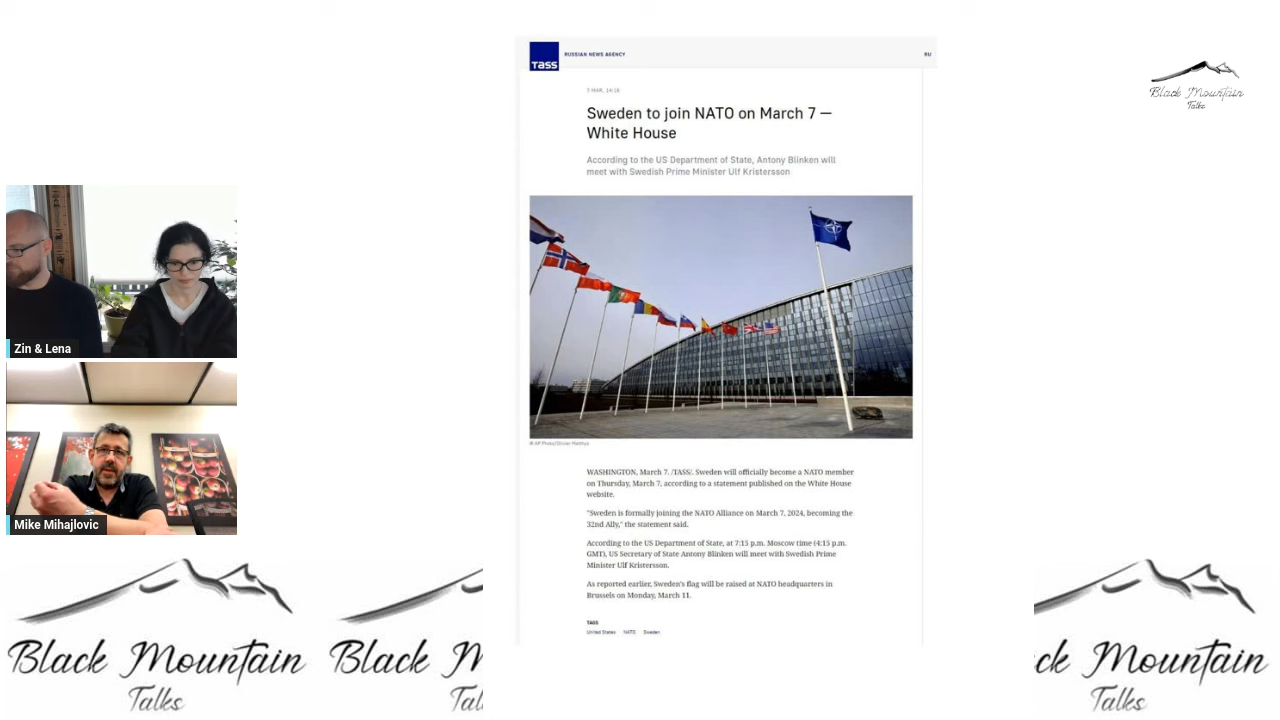 TASS
RUSSIAN NEWS AGENCY
RU
7 MAR, 14:16
Sweden to join NATO on March 7 —
White House
According to the US Department of State, Antony Blinken will
meet with Swedish Prime Minister Ulf Kristersson
WASHINGTON, March 7. /TASS/. Sweden will officially become a NATO member
on Thursday, March 7, according to a statement published on the White House
website.
"Sweden is formally joining the NATO Alliance on March 7, 2024, becoming the
32nd Ally," the statement said.
According to the US Department of State, at 7:15 p.m. Moscow time (4:15 p.m.
GMT), US Secretary of State Antony Blinken will meet with Swedish Prime
Minister Ulf Kristersson.
As reported earlier, Sweden's flag will be raised at NATO headquarters in
Brussels on Monday, March 11.
TAGS
United States NATO Sweden
Black Mountain
Talks
Zin & Lena
Mike Mihajlovic
Black Mountain
Talks
Black M
Tal
ck Mountain
Talks